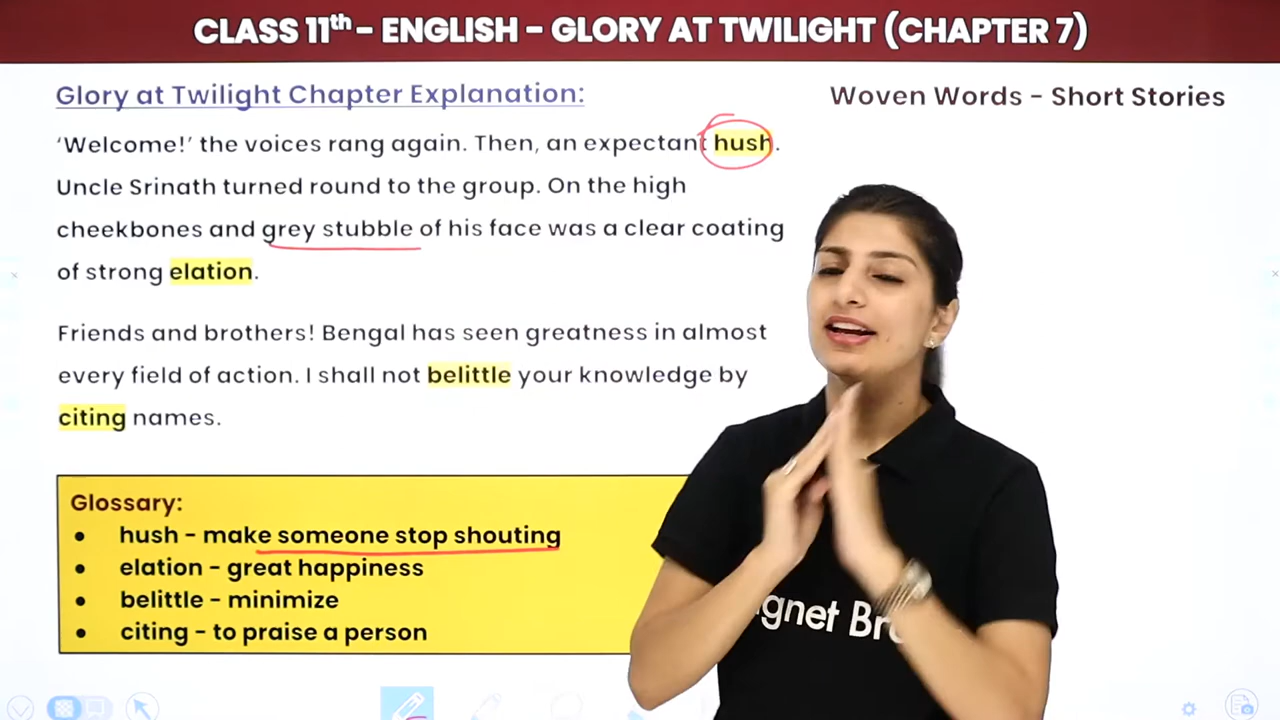 CLASS 11th - ENGLISH - GLORY AT TWILIGHT (CHAPTER 7)
Glory at Twilight Chapter Explanation:
Woven Words - Short Stories
‘Welcome!’ the voices rang again. Then, an expectant hush.
Uncle Srinath turned round to the group. On the high
cheekbones and grey stubble of his face was a clear coating
of strong elation.
Friends and brothers! Bengal has seen greatness in almost
every field of action. I shall not belittle your knowledge by
citing names.
Glossary:
• hush - make someone stop shouting
• elation - great happiness
• belittle - minimize
• citing - to praise a person